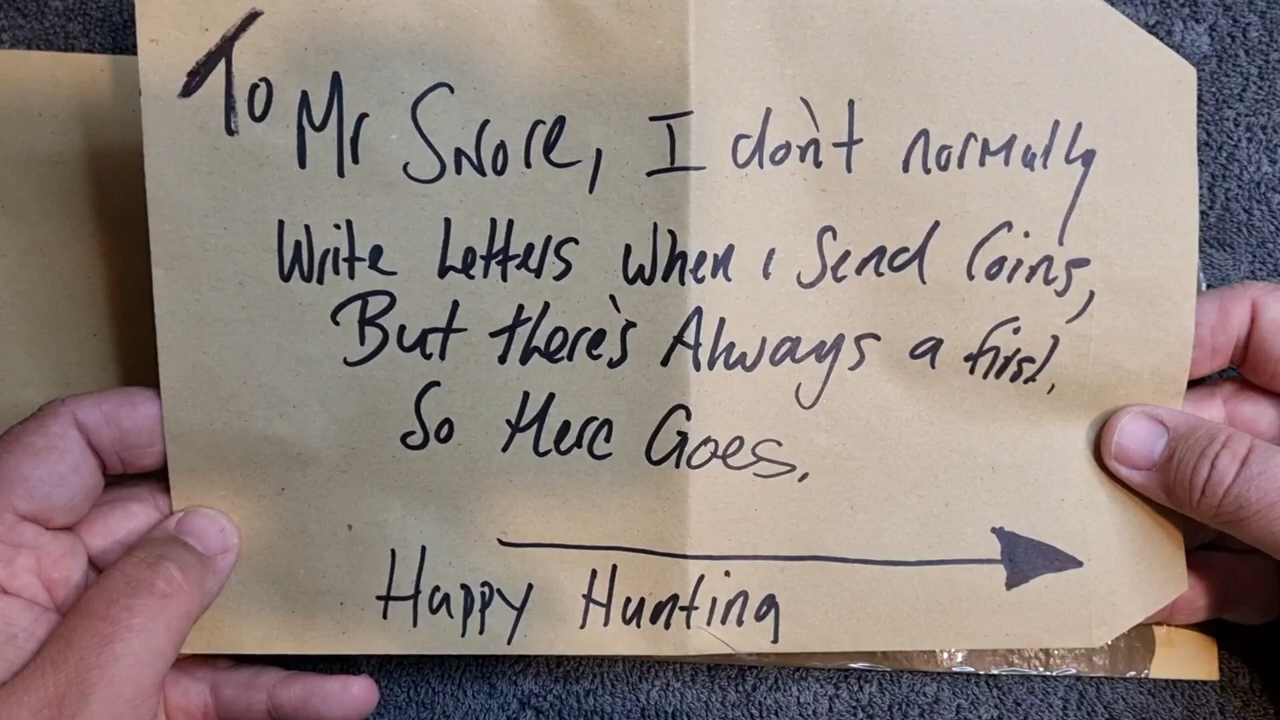 To Mr Snore, I don't normally
Write Letters when i Send Coins,
But there's Always a first,
So Here Goes.
Happy Hunting